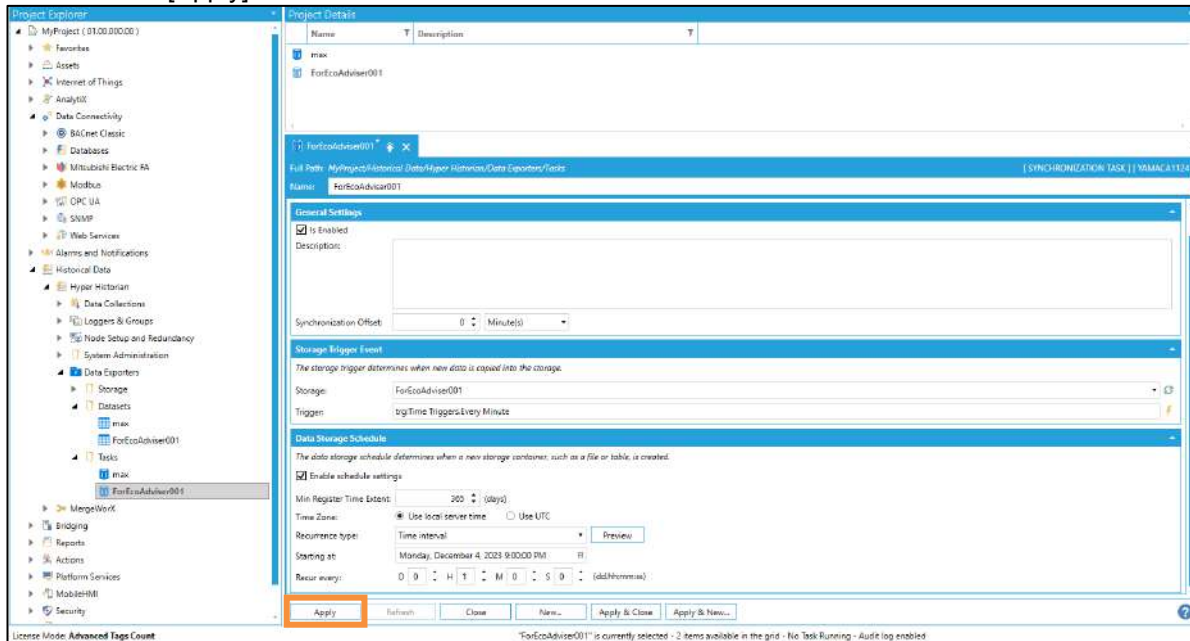 [Apply]
Project Explorer
MyProject ( 01.00.000.00 )
Favorites
Assets
Internet of Things
AnalytiX
Data Connectivity
BACnet Classic
Databases
Mitsubishi Electric FA
Modbus
OPC UA
SNMP
Web Services
Alarms and Notifications
Historical Data
Hyper Historian
Data Collections
Loggers & Groups
Node Setup and Redundancy
System Administration
Data Exporters
Storage
Datasets
max
ForEcoAdviser001
Tasks
max
ForEcoAdviser001
MergeWorX
Bridging
Reports
Actions
Platform Services
MobileHMI
Security
Project Details
Name Description
max
ForEcoAdviser001
ForEcoAdviser001*
Full Path: MyProject/Historical Data/Hyper Historian/Data Exporters/Tasks [ SYNCHRONIZATION TASK ] [ YAMACA1124
Name: ForEcoAdviser001
General Settings
Is Enabled
Description:
Synchronization Offset: 0 Minute(s)
Storage Trigger Event
The storage trigger determines when new data is copied into the storage.
Storage: ForEcoAdviser001
Trigger: trg:Time Triggers.Every Minute
Data Storage Schedule
The data storage schedule determines when a new storage container, such as a file or table, is created.
Enable schedule settings
Min Register Time Extent: 365 (days)
Time Zone: Use local server time Use UTC
Recurrence type: Time interval Preview
Starting at: Monday, December 4, 2023 9:00:00 PM
Recur every: D 0 H 1 M 0 S 0 (dd/hh:mm:ss)
Apply Refresh Close New... Apply & Close Apply & New...
License Mode: Advanced Tags Count "ForEcoAdviser001" is currently selected - 2 items available in the grid - No Task Running - Audit log enabled